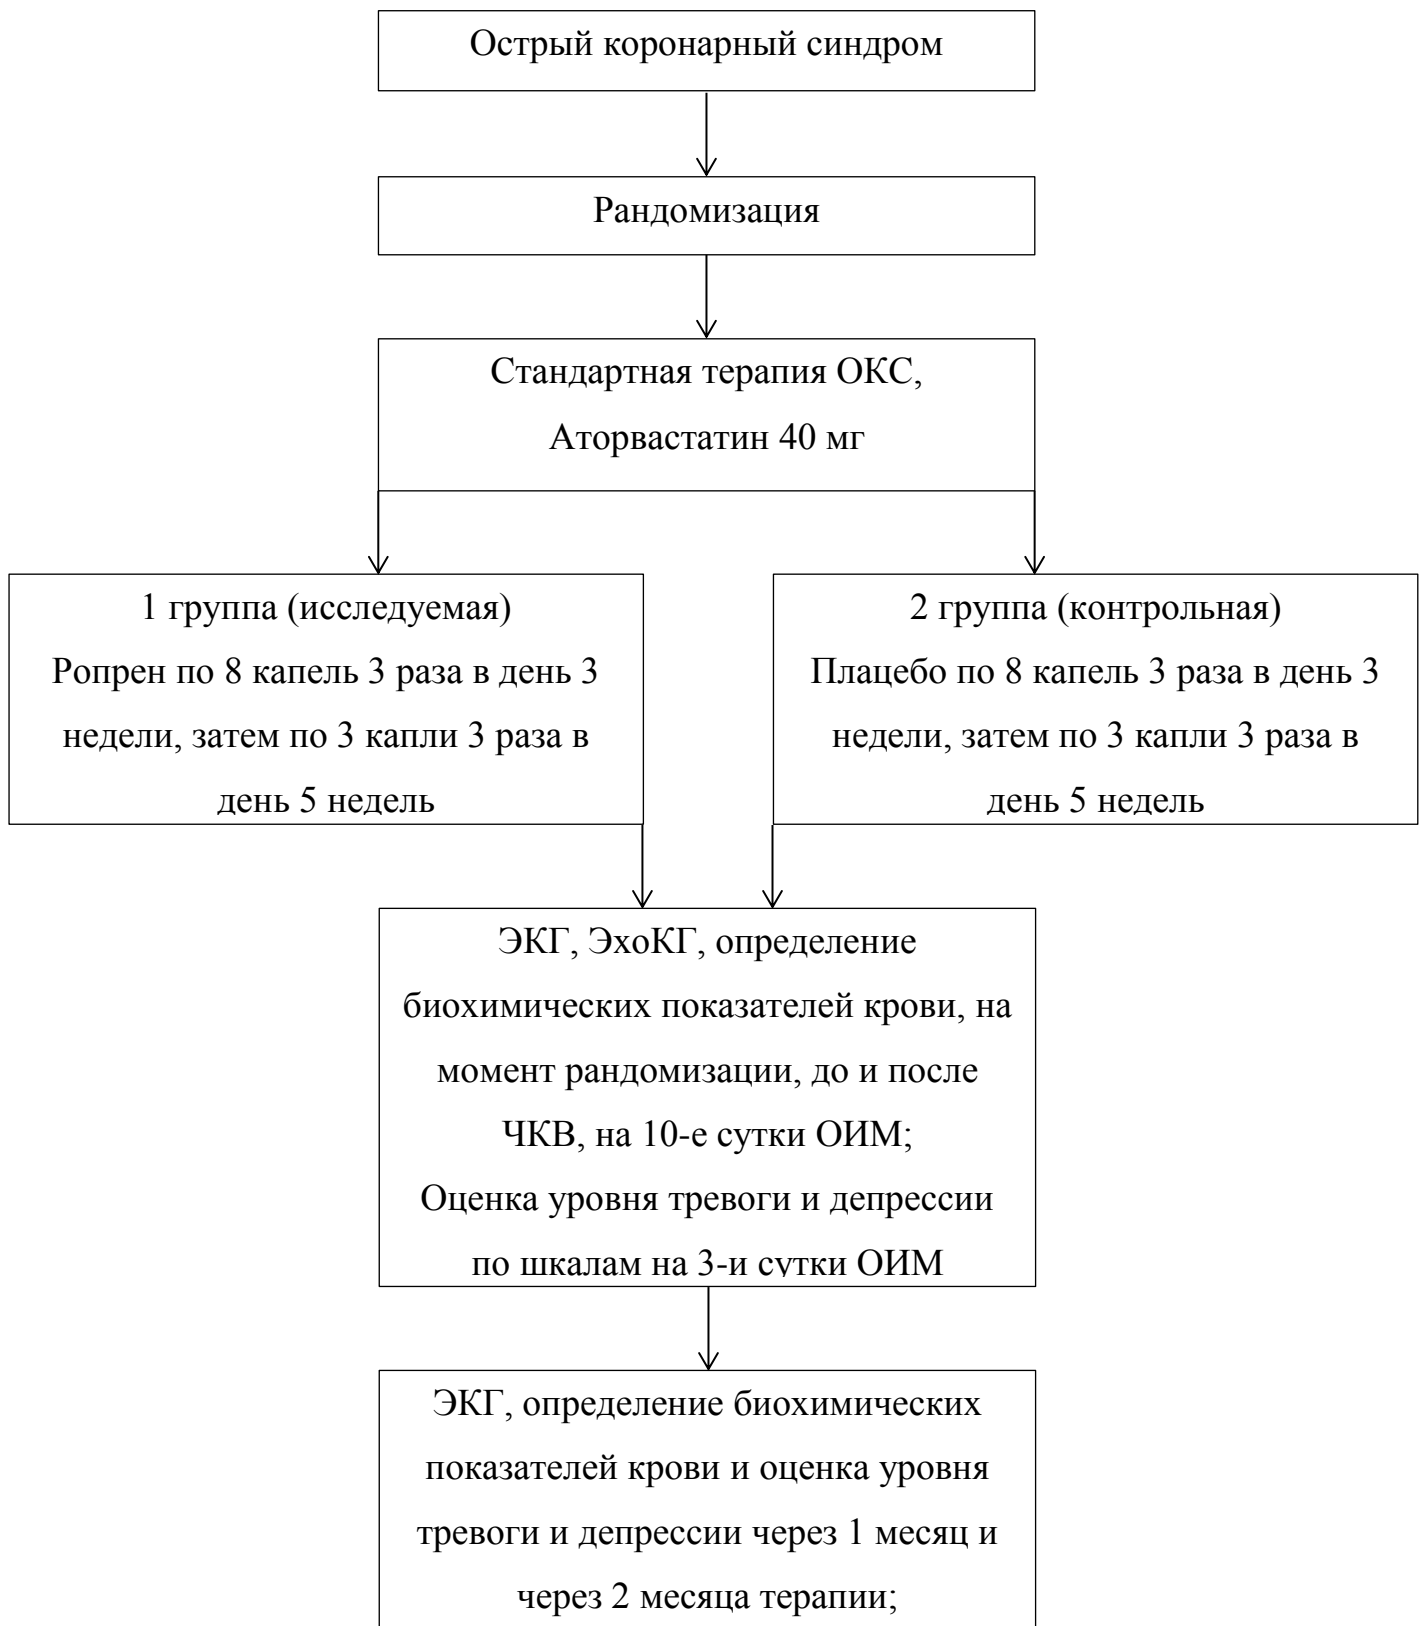 Острый коронарный синдром
Рандомизация
Стандартная терапия ОКС,
Аторвастатин 40 мг
1 группа (исследуемая)
Ропрен по 8 капель 3 раза в день 3
недели, затем по 3 капли 3 раза в
день 5 недель
2 группа (контрольная)
Плацебо по 8 капель 3 раза в день 3
недели, затем по 3 капли 3 раза в
день 5 недель
ЭКГ, ЭхоКГ, определение
биохимических показателей крови, на
момент рандомизации, до и после
ЧКВ, на 10-е сутки ОИМ;
Оценка уровня тревоги и депрессии
по шкалам на 3-и сутки ОИМ
ЭКГ, определение биохимических
показателей крови и оценка уровня
тревоги и депрессии через 1 месяц и
через 2 месяца терапии;